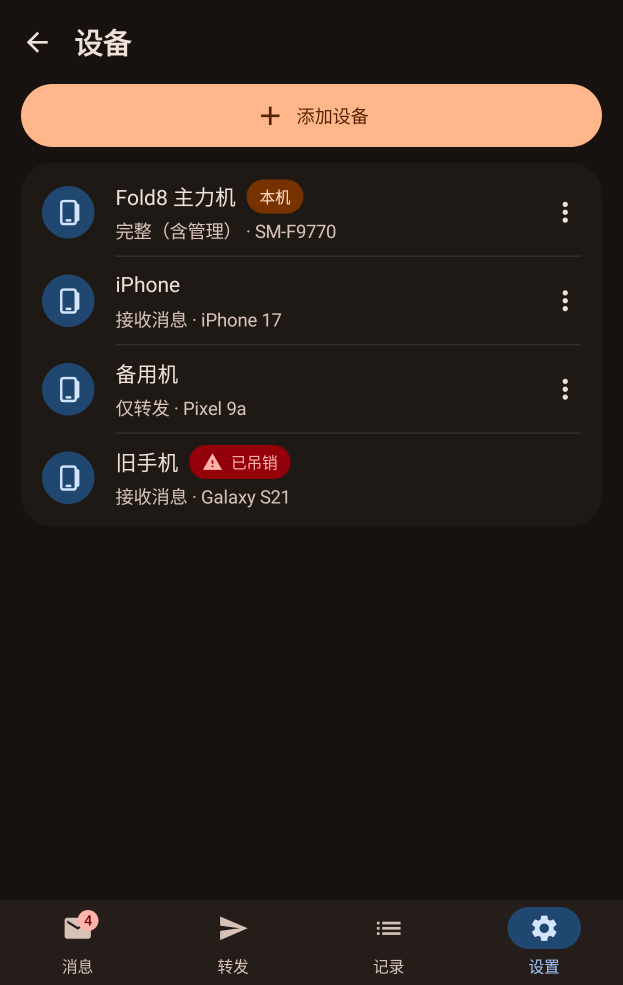 设备
添加设备
Fold8 主力机 本机
完整（含管理） · SM-F9770
iPhone
接收消息 · iPhone 17
备用机
仅转发 · Pixel 9a
旧手机 已吊销
接收消息 · Galaxy S21
4
消息 转发 记录 设置